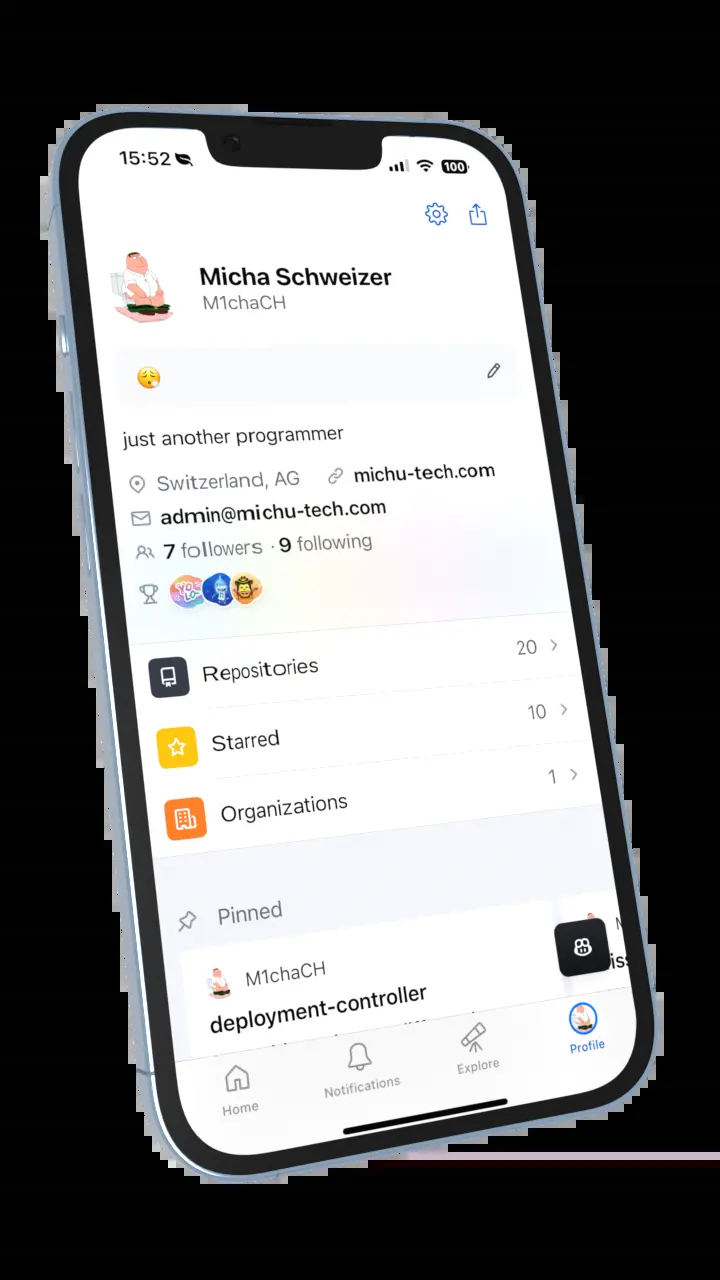 15:52
100
Micha Schweizer
M1chaCH
just another programmer
Switzerland, AG michu-tech.com
admin@michu-tech.com
7 followers · 9 following
YOLO
Repositories 20
Starred 10
Organizations 1
Pinned
M1chaCH
deployment-controller
Home
Notifications
Explore
Profile